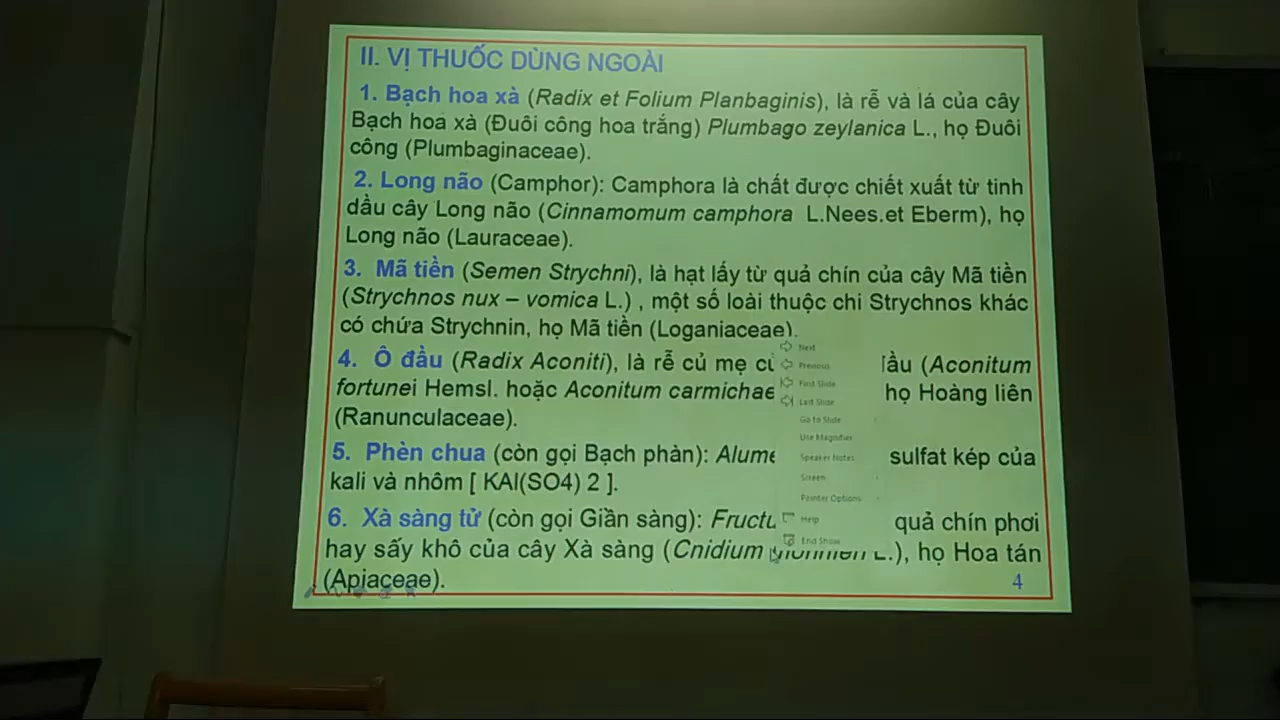 II. VỊ THUỐC DÙNG NGOÀI
1. Bạch hoa xà (Radix et Folium Planbaginis), là rễ và lá của cây
Bạch hoa xà (Đuôi công hoa trắng) Plumbago zeylanica L., họ Đuôi
công (Plumbaginaceae).
2. Long não (Camphor): Camphora là chất được chiết xuất từ tinh
dầu cây Long não (Cinnamomum camphora L.Nees.et Eberm), họ
Long não (Lauraceae).
3. Mã tiền (Semen Strychni), là hạt lấy từ quả chín của cây Mã tiền
(Strychnos nux – vomica L.) , một số loài thuộc chi Strychnos khác
có chứa Strychnin, họ Mã tiền (Loganiaceae).
4. Ô đầu (Radix Aconiti), là rễ củ mẹ (Aconitum
fortunei Hemsl. hoặc Aconitum họ Hoàng liên
(Ranunculaceae).
5. Phèn chua (còn gọi Bạch phàn): sulfat kép của
kali và nhôm [ KAl(SO4) 2 ].
6. Xà sàng tử (còn gọi Giần sàng): quả chín phơi
hay sấy khô của cây Xà sàng (Cnidium L.), họ Hoa tán
(Apiaceae).
4
Next
Previous
First Slide
Last Slide
Go to Slide
Use Magnifier
Speaker Notes
Screen
Pointer Options
Help
End Show